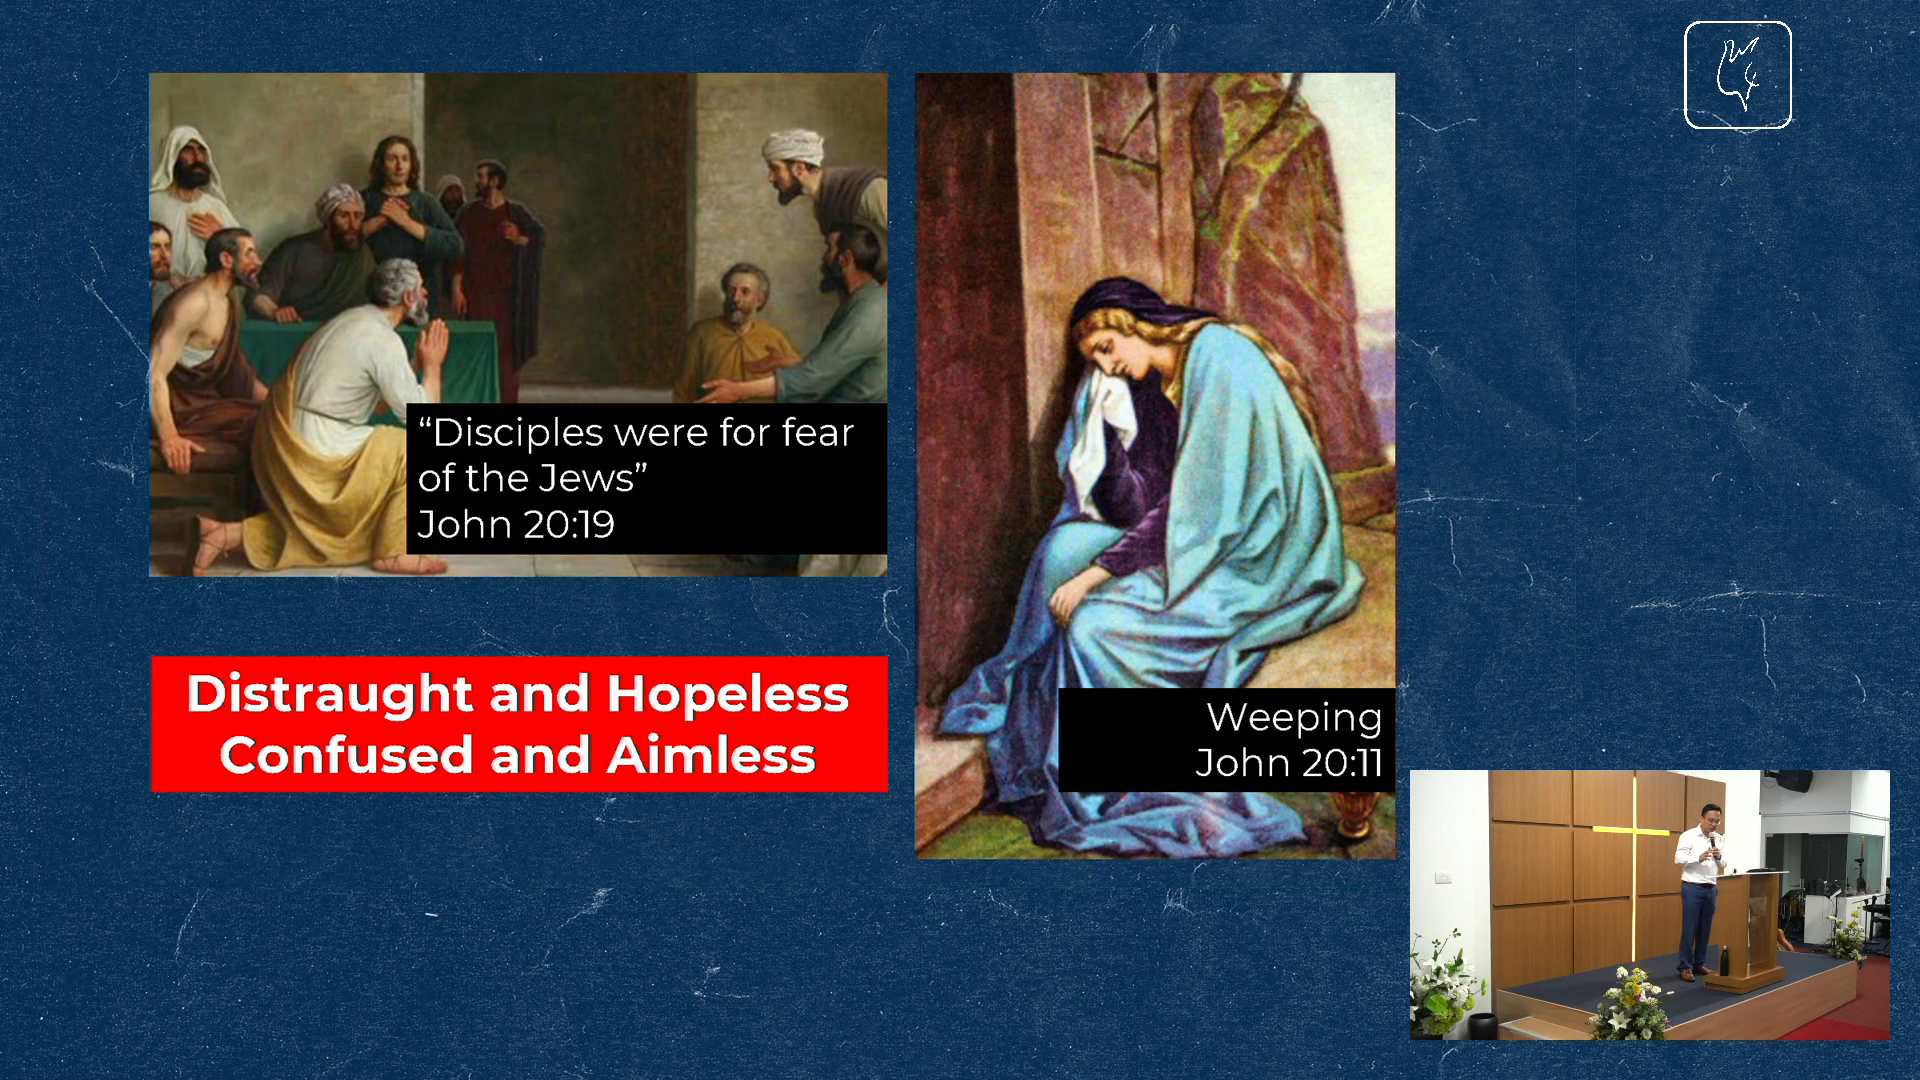 “Disciples were for fear
of the Jews”
John 20:19
Distraught and Hopeless
Confused and Aimless
Weeping
John 20:11